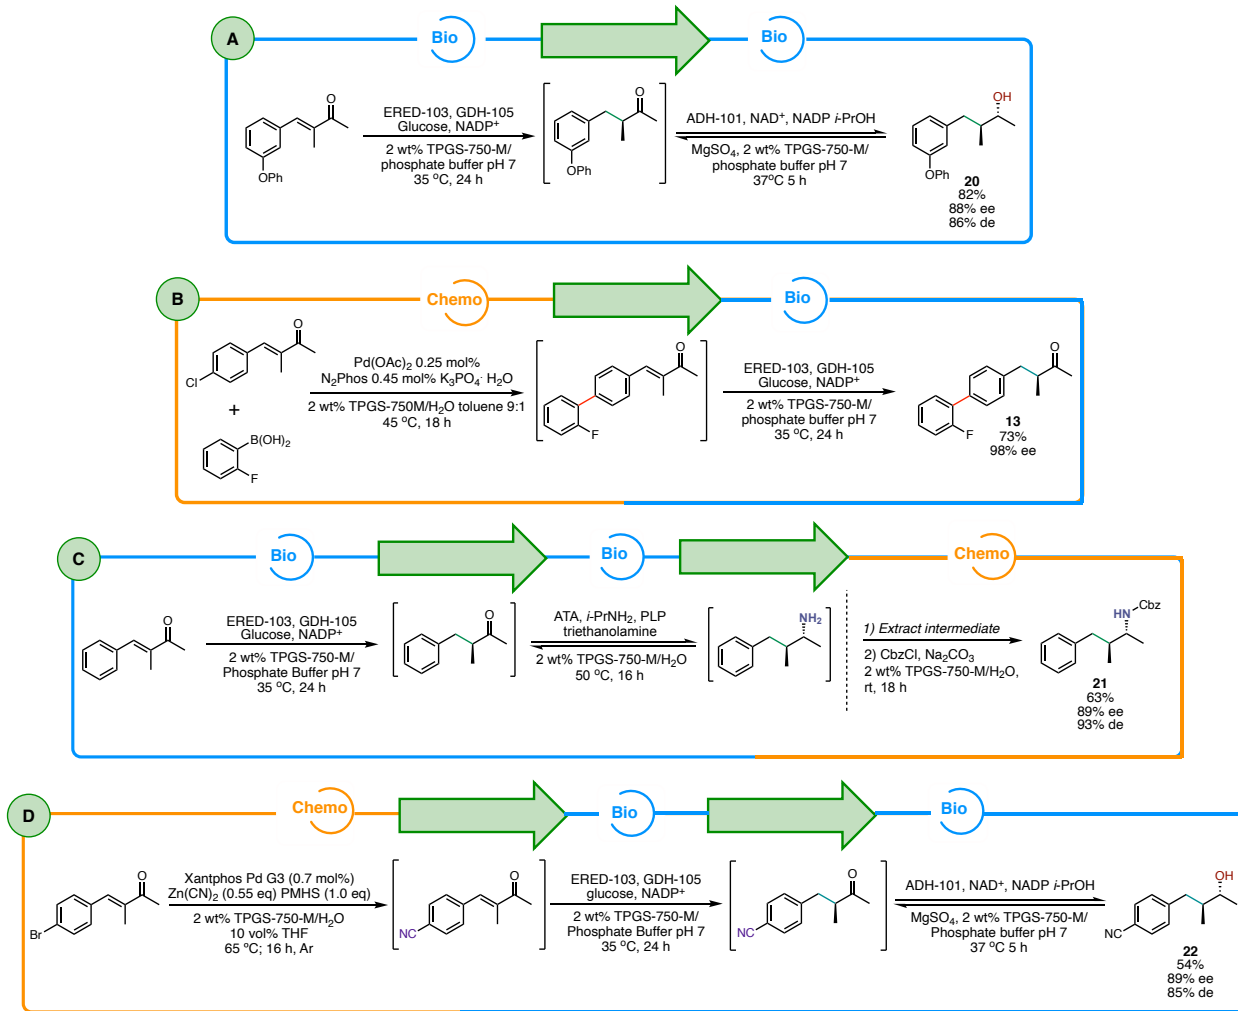 A
Bio
Bio
O
OPh
ERED-103, GDH-105
Glucose, NADP⁺
2 wt% TPGS-750-M/
phosphate buffer pH 7
35 ºC, 24 h
O
OPh
ADH-101, NAD⁺, NADP i-PrOH
MgSO₄, 2 wt% TPGS-750-M/
phosphate buffer pH 7
37ºC 5 h
OH
OPh
20
82%
88% ee
86% de
B
Chemo
Bio
O
Cl
+
B(OH)₂
F
Pd(OAc)₂ 0.25 mol%
N₂Phos 0.45 mol% K₃PO₄· H₂O
2 wt% TPGS-750M/H₂O toluene 9:1
45 ºC, 18 h
O
F
ERED-103, GDH-105
Glucose, NADP⁺
2 wt% TPGS-750-M/
phosphate buffer pH 7
35 ºC, 24 h
O
F
13
73%
98% ee
C
Bio
Bio
Chemo
O
ERED-103, GDH-105
Glucose, NADP⁺
2 wt% TPGS-750-M/
Phosphate Buffer pH 7
35 ºC, 24 h
O
ATA, i-PrNH₂, PLP
triethanolamine
2 wt% TPGS-750-M/H₂O
50 ºC, 16 h
NH₂
1) Extract intermediate
2) CbzCl, Na₂CO₃
2 wt% TPGS-750-M/H₂O,
rt, 18 h
HN Cbz
21
63%
89% ee
93% de
D
Chemo
Bio
Bio
O
Br
Xantphos Pd G3 (0.7 mol%)
Zn(CN)₂ (0.55 eq) PMHS (1.0 eq)
2 wt% TPGS-750-M/H₂O
10 vol% THF
65 ºC; 16 h, Ar
O
NC
ERED-103, GDH-105
glucose, NADP⁺
2 wt% TPGS-750-M/
Phosphate Buffer pH 7
35 ºC, 24 h
O
NC
ADH-101, NAD⁺, NADP i-PrOH
MgSO₄, 2 wt% TPGS-750-M/
Phosphate buffer pH 7
37 ºC 5 h
OH
NC
22
54%
89% ee
85% de